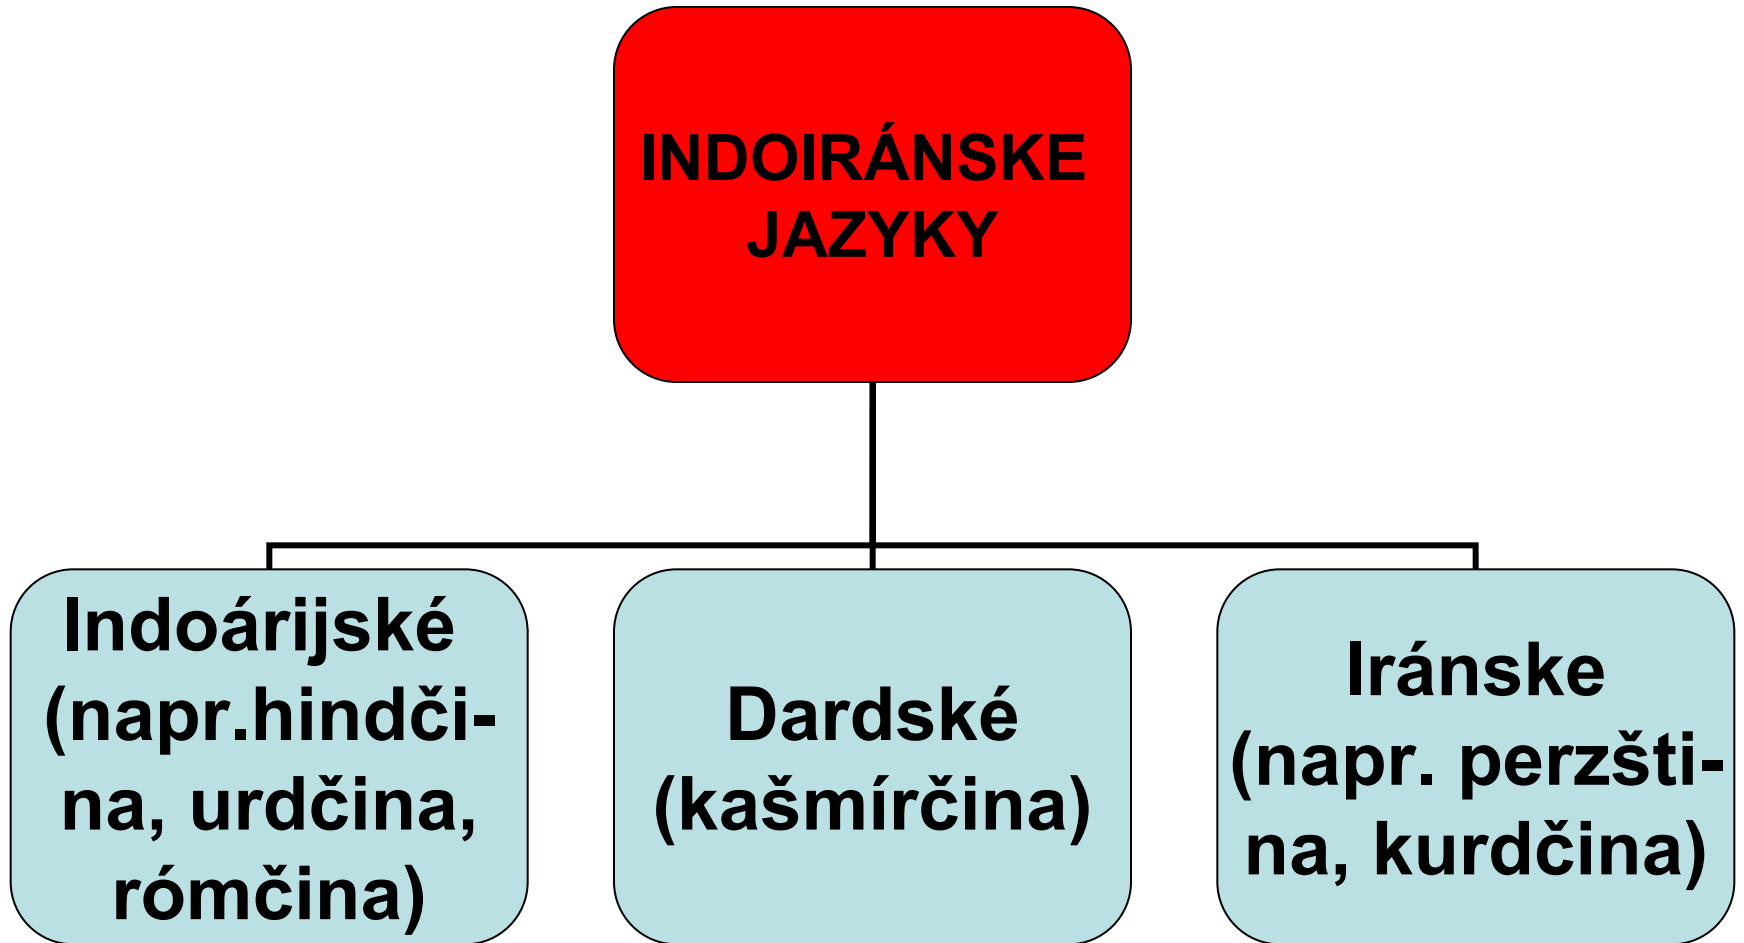 INDOIRÁNSKE
JAZYKY
Indoárijské
(napr.hindči-
na, urdčina,
rómčina)
Dardské
(kašmírčina)
Iránske
(napr. perzšti-
na, kurdčina)